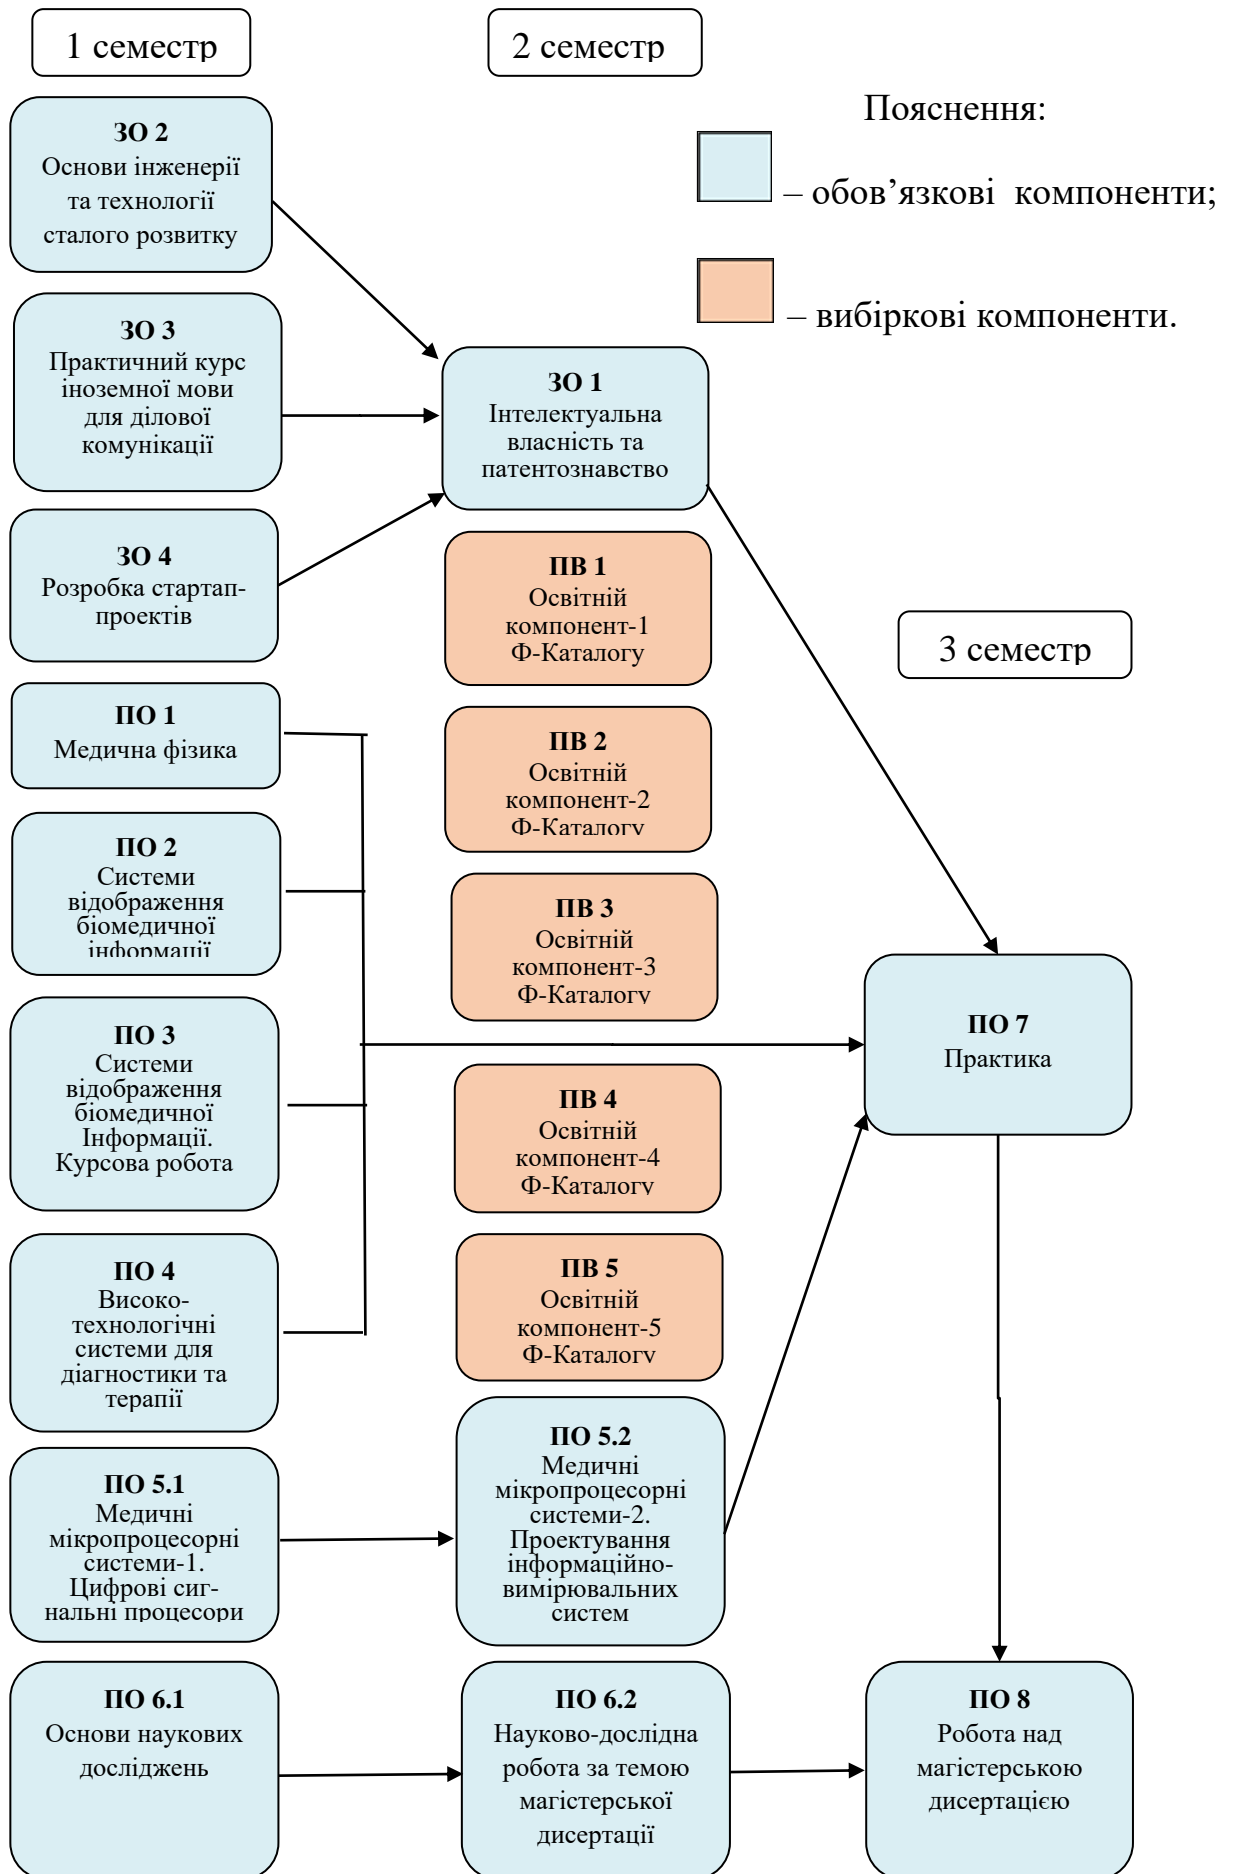 1 семестр
2 семестр
Пояснення:
– обов’язкові компоненти;
– вибіркові компоненти.
ЗО 2
Основи інженерії
та технології
сталого розвитку
ЗО 3
Практичний курс
іноземної мови
для ділової
комунікації
ЗО 1
Інтелектуальна
власність та
патентознавство
ЗО 4
Розробка стартап-
проектів
ПВ 1
Освітній
компонент-1
Ф-Каталогу
3 семестр
ПО 1
Медична фізика
ПВ 2
Освітній
компонент-2
Ф-Каталогу
ПО 2
Системи
відображення
біомедичної
інформації
ПВ 3
Освітній
компонент-3
Ф-Каталогу
ПО 7
Практика
ПО 3
Системи
відображення
біомедичної
Інформації.
Курсова робота
ПВ 4
Освітній
компонент-4
Ф-Каталогу
ПО 4
Високо-
технологічні
системи для
діагностики та
терапії
ПВ 5
Освітній
компонент-5
Ф-Каталогу
ПО 5.1
Медичні
мікропроцесорні
системи-1.
Цифрові сиг-
нальні процесори
ПО 5.2
Медичні
мікропроцесорні
системи-2.
Проектування
інформаційно-
вимірювальних
систем
ПО 6.1
Основи наукових
досліджень
ПО 6.2
Науково-дослідна
робота за темою
магістерської
дисертації
ПО 8
Робота над
магістерською
дисертацією